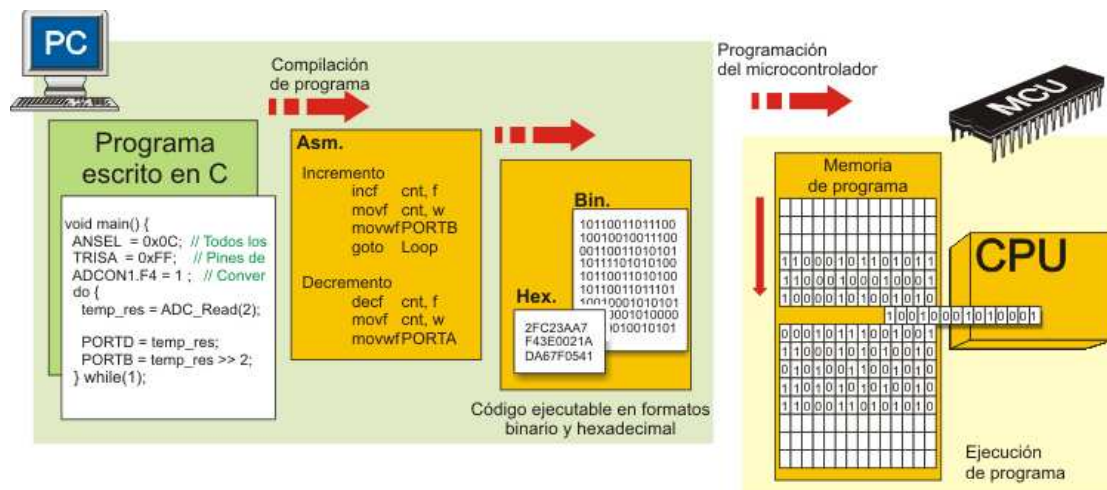 PC
Compilación
de programa
Programación
del microcontrolador
MCU
Programa
escrito en C
void main() {
ANSEL = 0x0C; // Todos los
TRISA = 0xFF; // Pines de
ADCON1.F4 = 1 ; // Conver
do {
temp_res = ADC_Read(2);
PORTD = temp_res;
PORTB = temp_res >> 2;
} while(1);
Asm.
Incremento
incf cnt, f
movf cnt, w
movwfPORTB
goto Loop
Decremento
decf cnt, f
movf cnt, w
movwfPORTA
Bin.
10110011011100
10010010011100
00110011010101
10111101010100
10110011010100
10110011011101
10010001010101
Hex.
2FC23AA7
F43E0021A
DA67F0541
Código ejecutable en formatos
binario y hexadecimal
Memoria
de programa
CPU
Ejecución
de programa